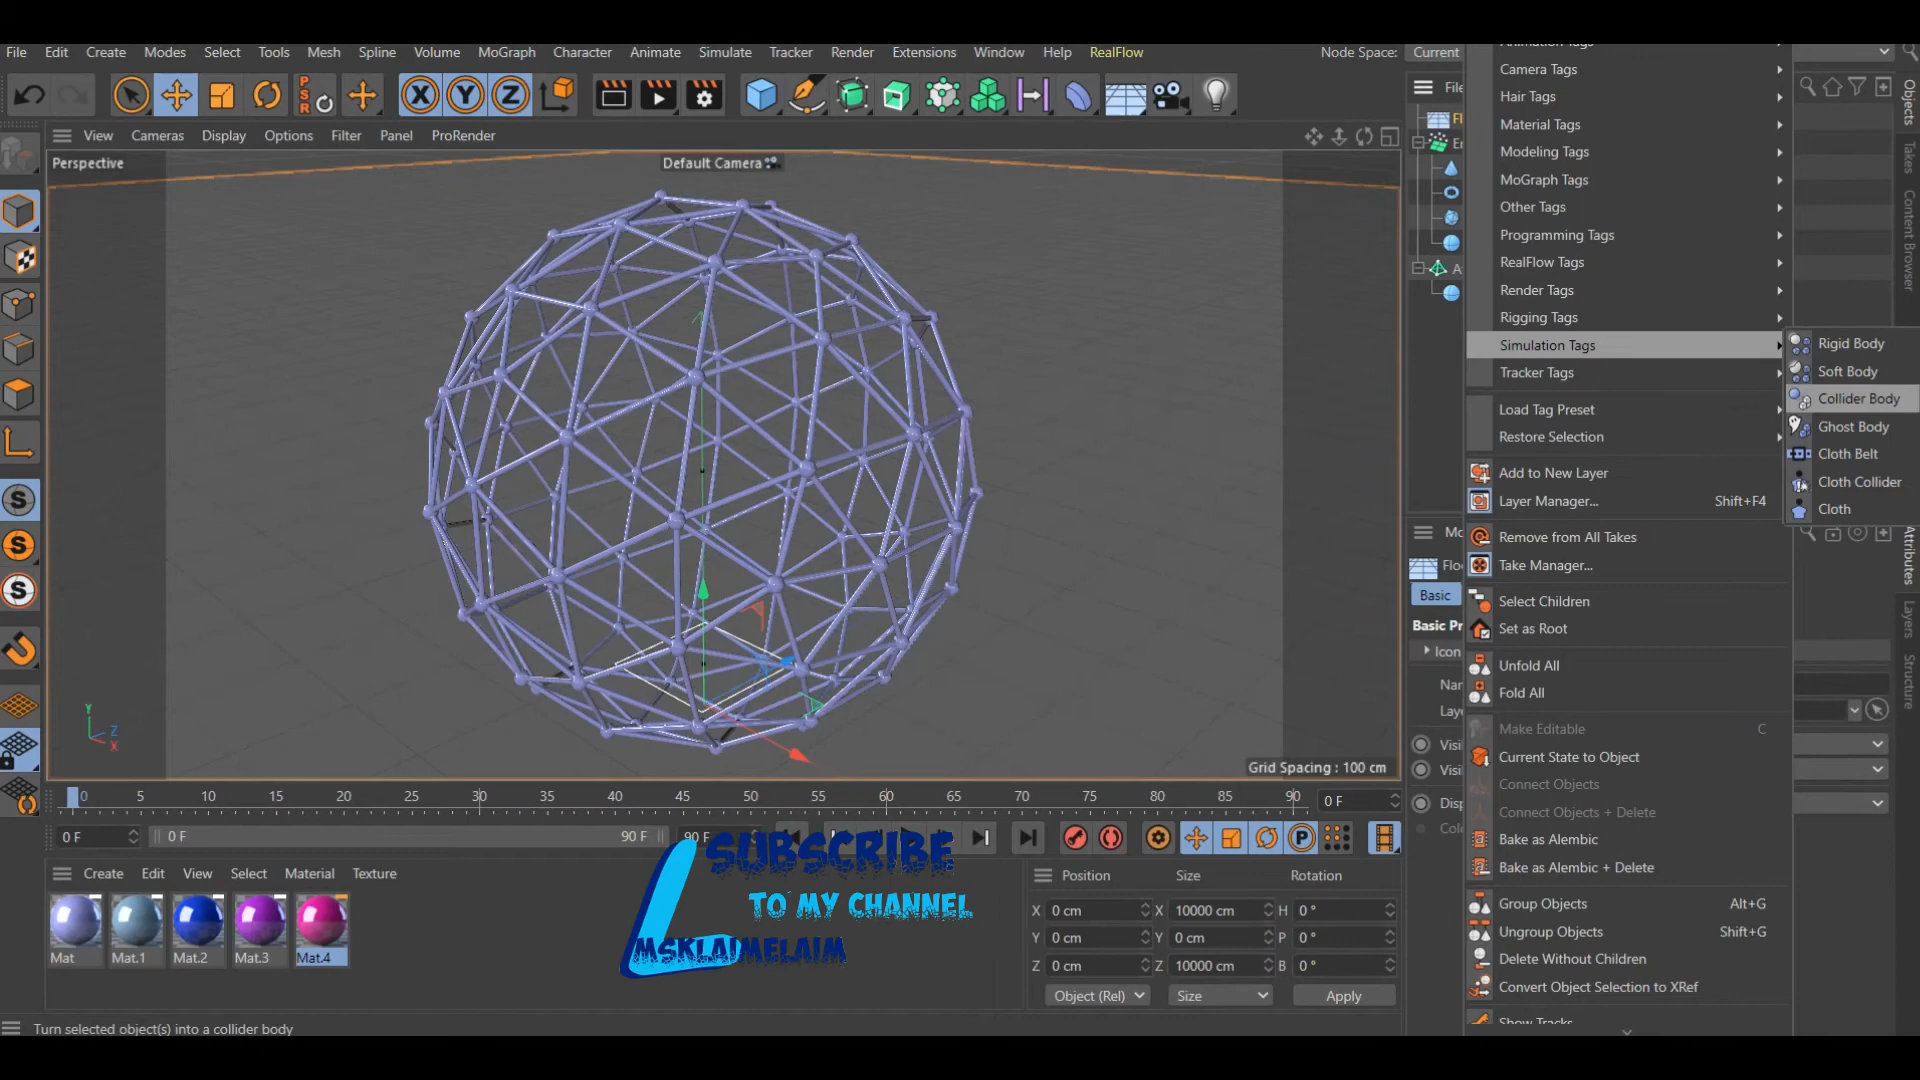 File Edit Create Modes Select Tools Mesh Spline Volume MoGraph Character Animate Simulate Tracker Render Extensions Window Help RealFlow
Node Space: Current
View Cameras Display Options Filter Panel ProRender
Perspective
Default Camera
Grid Spacing : 100 cm
Y
Z
X
PSR
X Y Z
File
Objects
Takes
Content Browser
Attributes
Layers
Structure
Camera Tags
Hair Tags
Material Tags
Modeling Tags
MoGraph Tags
Other Tags
Programming Tags
RealFlow Tags
Render Tags
Rigging Tags
Simulation Tags
Tracker Tags
Load Tag Preset
Restore Selection
Add to New Layer
Layer Manager... Shift+F4
Remove from All Takes
Take Manager...
Select Children
Set as Root
Unfold All
Fold All
Make Editable C
Current State to Object
Connect Objects
Connect Objects + Delete
Bake as Alembic
Bake as Alembic + Delete
Group Objects Alt+G
Ungroup Objects Shift+G
Delete Without Children
Convert Object Selection to XRef
Show Tracks
Rigid Body
Soft Body
Collider Body
Ghost Body
Cloth Belt
Cloth Collider
Cloth
Basic
Basic Pr
0 5 10 15 20 25 30 35 40 45 50 55 60 65 70 75 80 85 90 0 F
0 F 0 F 90 F 90 F
Create Edit View Select Material Texture
Mat Mat.1 Mat.2 Mat.3 Mat.4
SUBSCRIBE
TO MY CHANNEL
MSKLAIMELAIM
Position Size Rotation
X 0 cm X 10000 cm H 0 °
Y 0 cm Y 0 cm P 0 °
Z 0 cm Z 10000 cm B 0 °
Object (Rel) Size Apply
Turn selected object(s) into a collider body